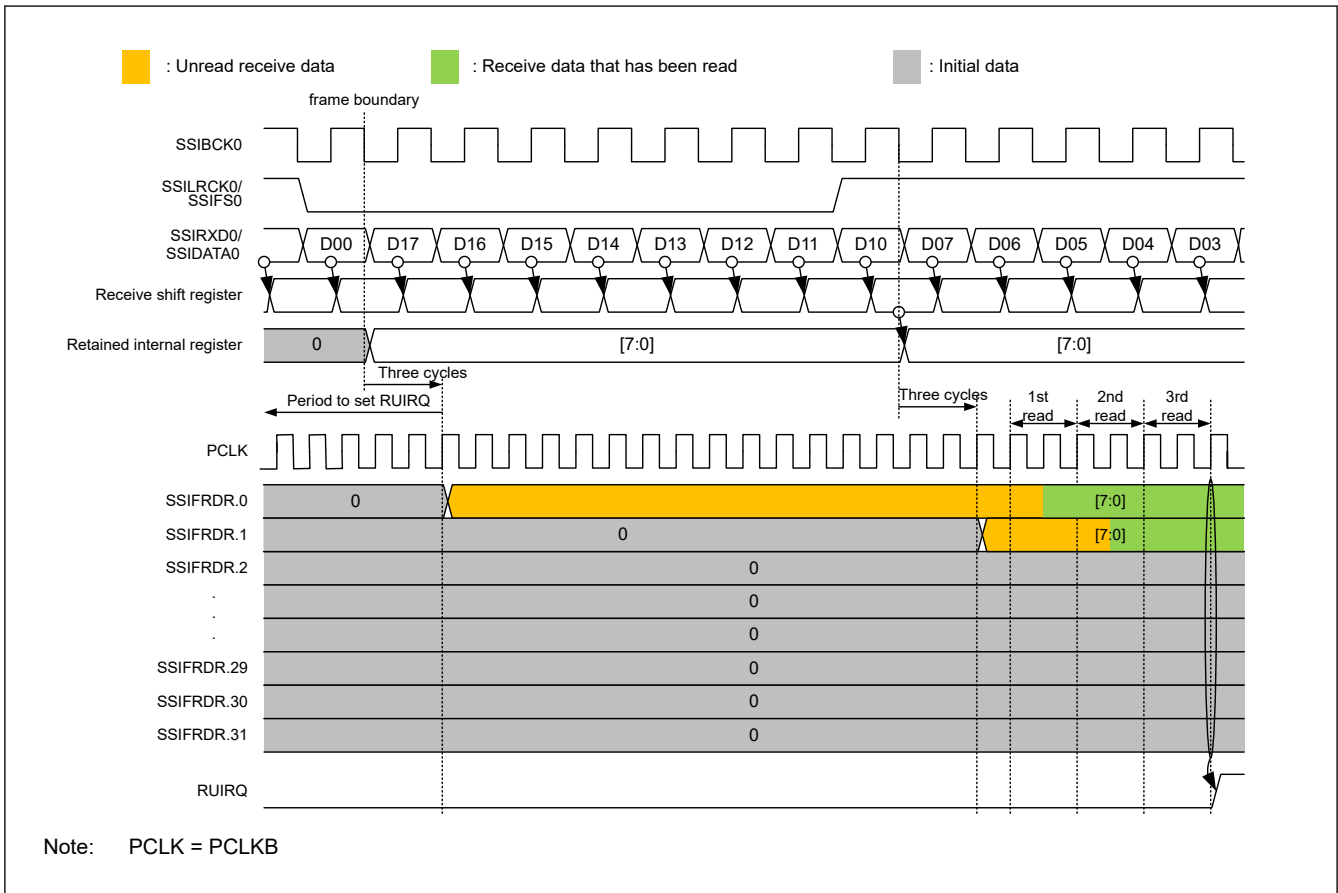 : Unread receive data : Receive data that has been read : Initial data
frame boundary
SSIBCK0
SSILRCK0/
SSIFS0
SSIRXD0/
SSIDATA0
D00 D17 D16 D15 D14 D13 D12 D11 D10 D07 D06 D05 D04 D03
Receive shift register
Retained internal register 0 [7:0] [7:0]
Three cycles
Period to set RUIRQ
Three cycles
1st
read
2nd
read
3rd
read
PCLK
SSIFRDR.0 0 [7:0]
SSIFRDR.1 0 [7:0]
SSIFRDR.2 0
. 0
.
. 0
SSIFRDR.29 0
SSIFRDR.30 0
SSIFRDR.31 0
RUIRQ
Note: PCLK = PCLKB